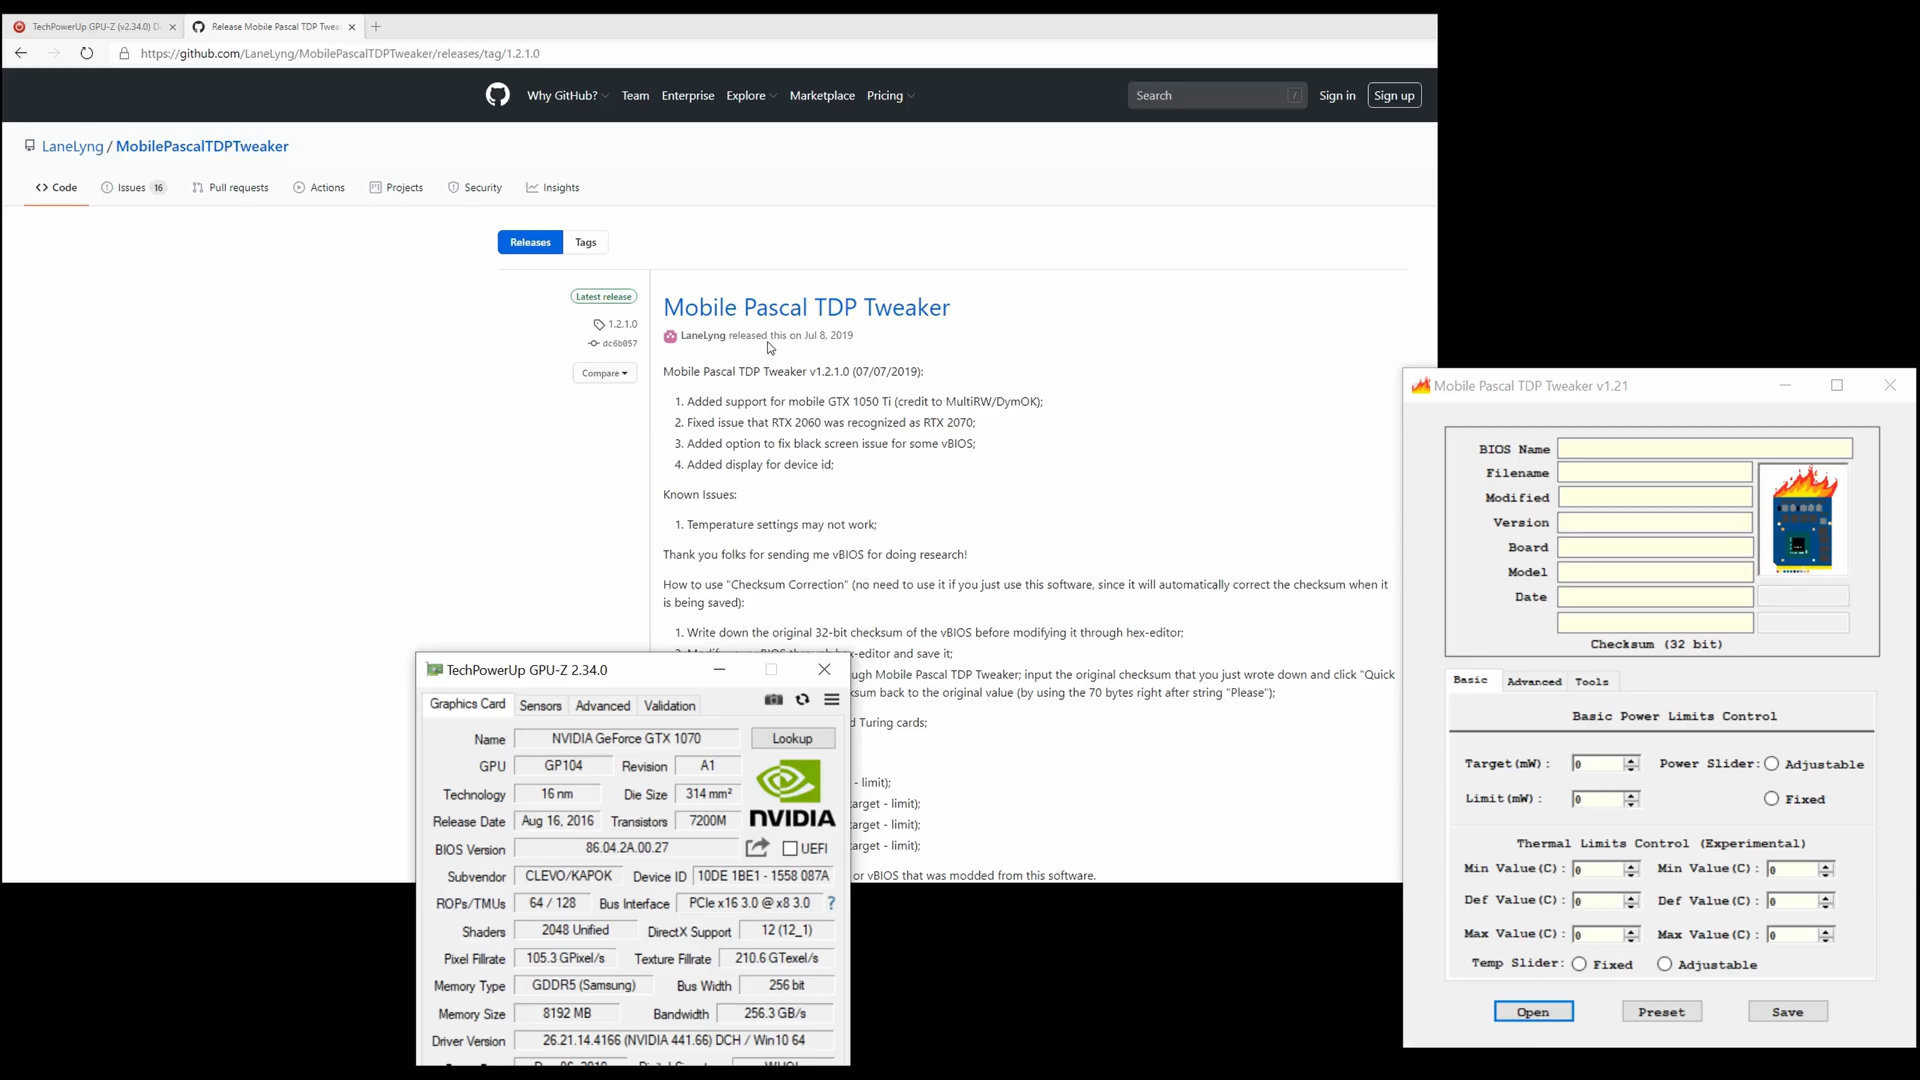 TechPowerUp GPU-Z (v2.34.0) D
Release Mobile Pascal TDP Twea
https://github.com/LaneLyng/MobilePascalTDPTweaker/releases/tag/1.2.1.0
Why GitHub? Team Enterprise Explore Marketplace Pricing
Search /
Sign in Sign up
LaneLyng / MobilePascalTDPTweaker
<> Code Issues 16 Pull requests Actions Projects Security Insights
Releases Tags
Latest release
1.2.1.0
dc6b057
Compare
Mobile Pascal TDP Tweaker
LaneLyng released this on Jul 8, 2019
Mobile Pascal TDP Tweaker v1.2.1.0 (07/07/2019):
1. Added support for mobile GTX 1050 Ti (credit to MultiRW/DymOK);
2. Fixed issue that RTX 2060 was recognized as RTX 2070;
3. Added option to fix black screen issue for some vBIOS;
4. Added display for device id;
Known Issues:
1. Temperature settings may not work;
Thank you folks for sending me vBIOS for doing research!
How to use "Checksum Correction" (no need to use it if you just use this software, since it will automatically correct the checksum when it
is being saved):
1. Write down the original 32-bit checksum of the vBIOS before modifying it through hex-editor;
-editor and save it;
ugh Mobile Pascal TDP Tweaker; input the original checksum that you just wrote down and click "Quick
ksum back to the original value (by using the 70 bytes right after string "Please");
d Turing cards;
- limit);
arget - limit);
arget - limit);
arget - limit);
or vBIOS that was modded from this software.
TechPowerUp GPU-Z 2.34.0
Graphics Card Sensors Advanced Validation
Name NVIDIA GeForce GTX 1070 Lookup
GPU GP104 Revision A1
Technology 16 nm Die Size 314 mm²
Release Date Aug 16, 2016 Transistors 7200M
NVIDIA
BIOS Version 86.04.2A.00.27 UEFI
Subvendor CLEVO/KAPOK Device ID 10DE 1BE1 - 1558 087A
ROPs/TMUs 64 / 128 Bus Interface PCIe x16 3.0 @ x8 3.0 ?
Shaders 2048 Unified DirectX Support 12 (12_1)
Pixel Fillrate 105.3 GPixel/s Texture Fillrate 210.6 GTexel/s
Memory Type GDDR5 (Samsung) Bus Width 256 bit
Memory Size 8192 MB Bandwidth 256.3 GB/s
Driver Version 26.21.14.4166 (NVIDIA 441.66) DCH / Win10 64
Mobile Pascal TDP Tweaker v1.21
BIOS Name
Filename
Modified
Version
Board
Model
Date
Checksum (32 bit)
Basic Advanced Tools
Basic Power Limits Control
Target(mW): 0 Power Slider: Adjustable
Limit(mW): 0 Fixed
Thermal Limits Control (Experimental)
Min Value(C): 0 Min Value(C): 0
Def Value(C): 0 Def Value(C): 0
Max Value(C): 0 Max Value(C): 0
Temp Slider: Fixed Adjustable
Open Preset Save